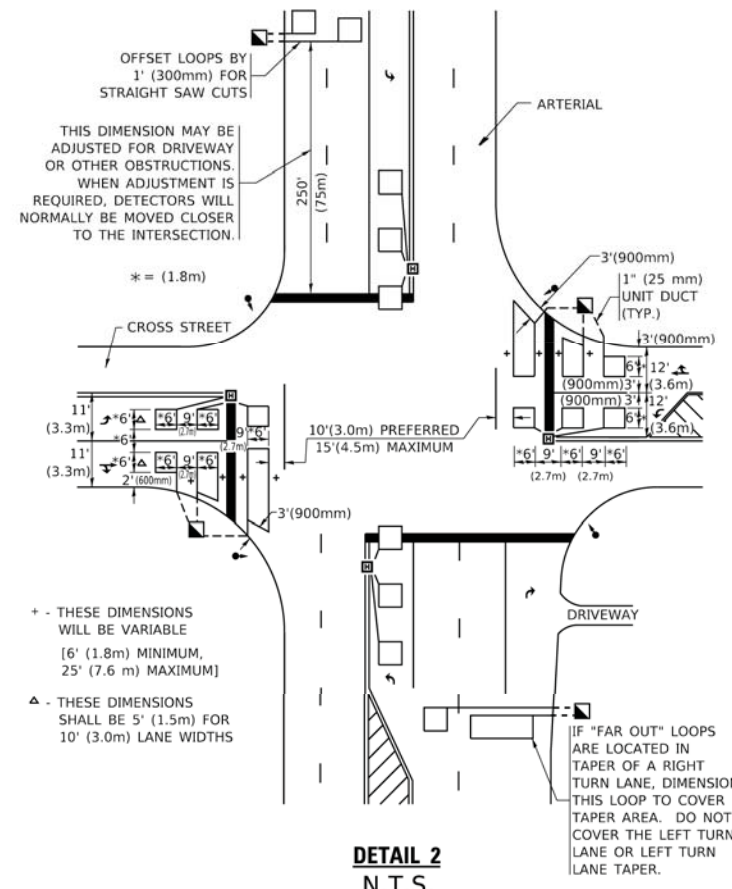 OFFSET LOOPS BY
1' (300mm) FOR
STRAIGHT SAW CUTS
THIS DIMENSION MAY BE
ADJUSTED FOR DRIVEWAY
OR OTHER OBSTRUCTIONS.
WHEN ADJUSTMENT IS
REQUIRED, DETECTORS WILL
NORMALLY BE MOVED CLOSER
TO THE INTERSECTION.
250'
(75m)
ARTERIAL
* = (1.8m)
CROSS STREET
H
3'(900mm)
1" (25 mm)
UNIT DUCT
(TYP.)
3'(900mm)
6' + 12'
(3.6m)
(900mm) 3'
(900mm) 3' 12'
6' + (3.6m)
H
*6' 9' *6' 9' *6'
(2.7m) (2.7m)
10'(3.0m) PREFERRED
15'(4.5m) MAXIMUM
H
11'
(3.3m)
*6' Δ *6' 9' *6'
(2.7m)
*6'
9' *6'
(2.7m)
11'
(3.3m)
*6' Δ *6' 9' *6'
(2.7m)
2' (600mm)
3'(900mm)
H
+ - THESE DIMENSIONS
WILL BE VARIABLE
[6' (1.8m) MINIMUM,
25' (7.6 m) MAXIMUM]
Δ - THESE DIMENSIONS
SHALL BE 5' (1.5m) FOR
10' (3.0m) LANE WIDTHS
DRIVEWAY
IF "FAR OUT" LOOPS
ARE LOCATED IN
TAPER OF A RIGHT
TURN LANE, DIMENSION
THIS LOOP TO COVER
TAPER AREA. DO NOT
COVER THE LEFT TURN
LANE OR LEFT TURN
LANE TAPER.
DETAIL 2
N.T.S.